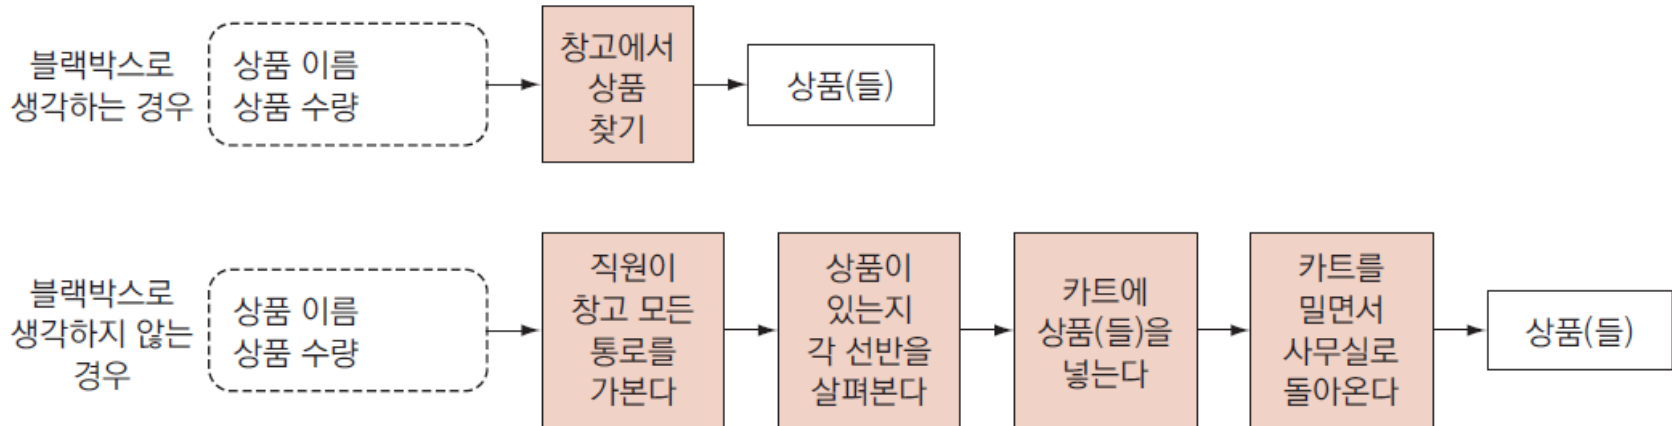 블랙박스로
생각하는 경우
상품 이름
상품 수량
창고에서
상품
찾기
상품(들)
블랙박스로
생각하지 않는
경우
상품 이름
상품 수량
직원이
창고 모든
통로를
가본다
상품이
있는지
각 선반을
살펴본다
카트에
상품(들)을
넣는다
카트를
밀면서
사무실로
돌아온다
상품(들)